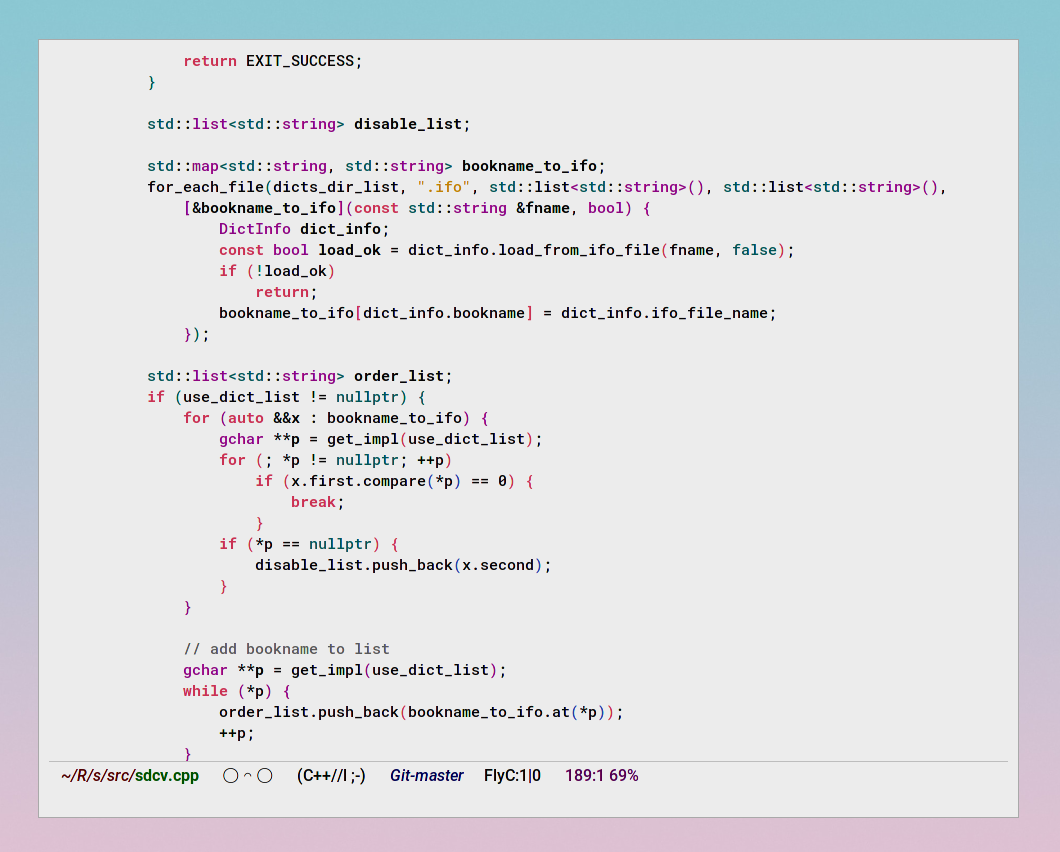 return EXIT_SUCCESS;
}
std::list<std::string> disable_list;
std::map<std::string, std::string> bookname_to_ifo;
for_each_file(dicts_dir_list, ".ifo", std::list<std::string>(), std::list<std::string>(),
[&bookname_to_ifo](const std::string &fname, bool) {
DictInfo dict_info;
const bool load_ok = dict_info.load_from_ifo_file(fname, false);
if (!load_ok)
return;
bookname_to_ifo[dict_info.bookname] = dict_info.ifo_file_name;
});
std::list<std::string> order_list;
if (use_dict_list != nullptr) {
for (auto &&x : bookname_to_ifo) {
gchar **p = get_impl(use_dict_list);
for (; *p != nullptr; ++p)
if (x.first.compare(*p) == 0) {
break;
}
if (*p == nullptr) {
disable_list.push_back(x.second);
}
}
// add bookname to list
gchar **p = get_impl(use_dict_list);
while (*p) {
order_list.push_back(bookname_to_ifo.at(*p));
++p;
}
~/R/s/src/sdcv.cpp ◯ ⌢ ◯ (C++//l ;-) Git-master FlyC:1|0 189:1 69%